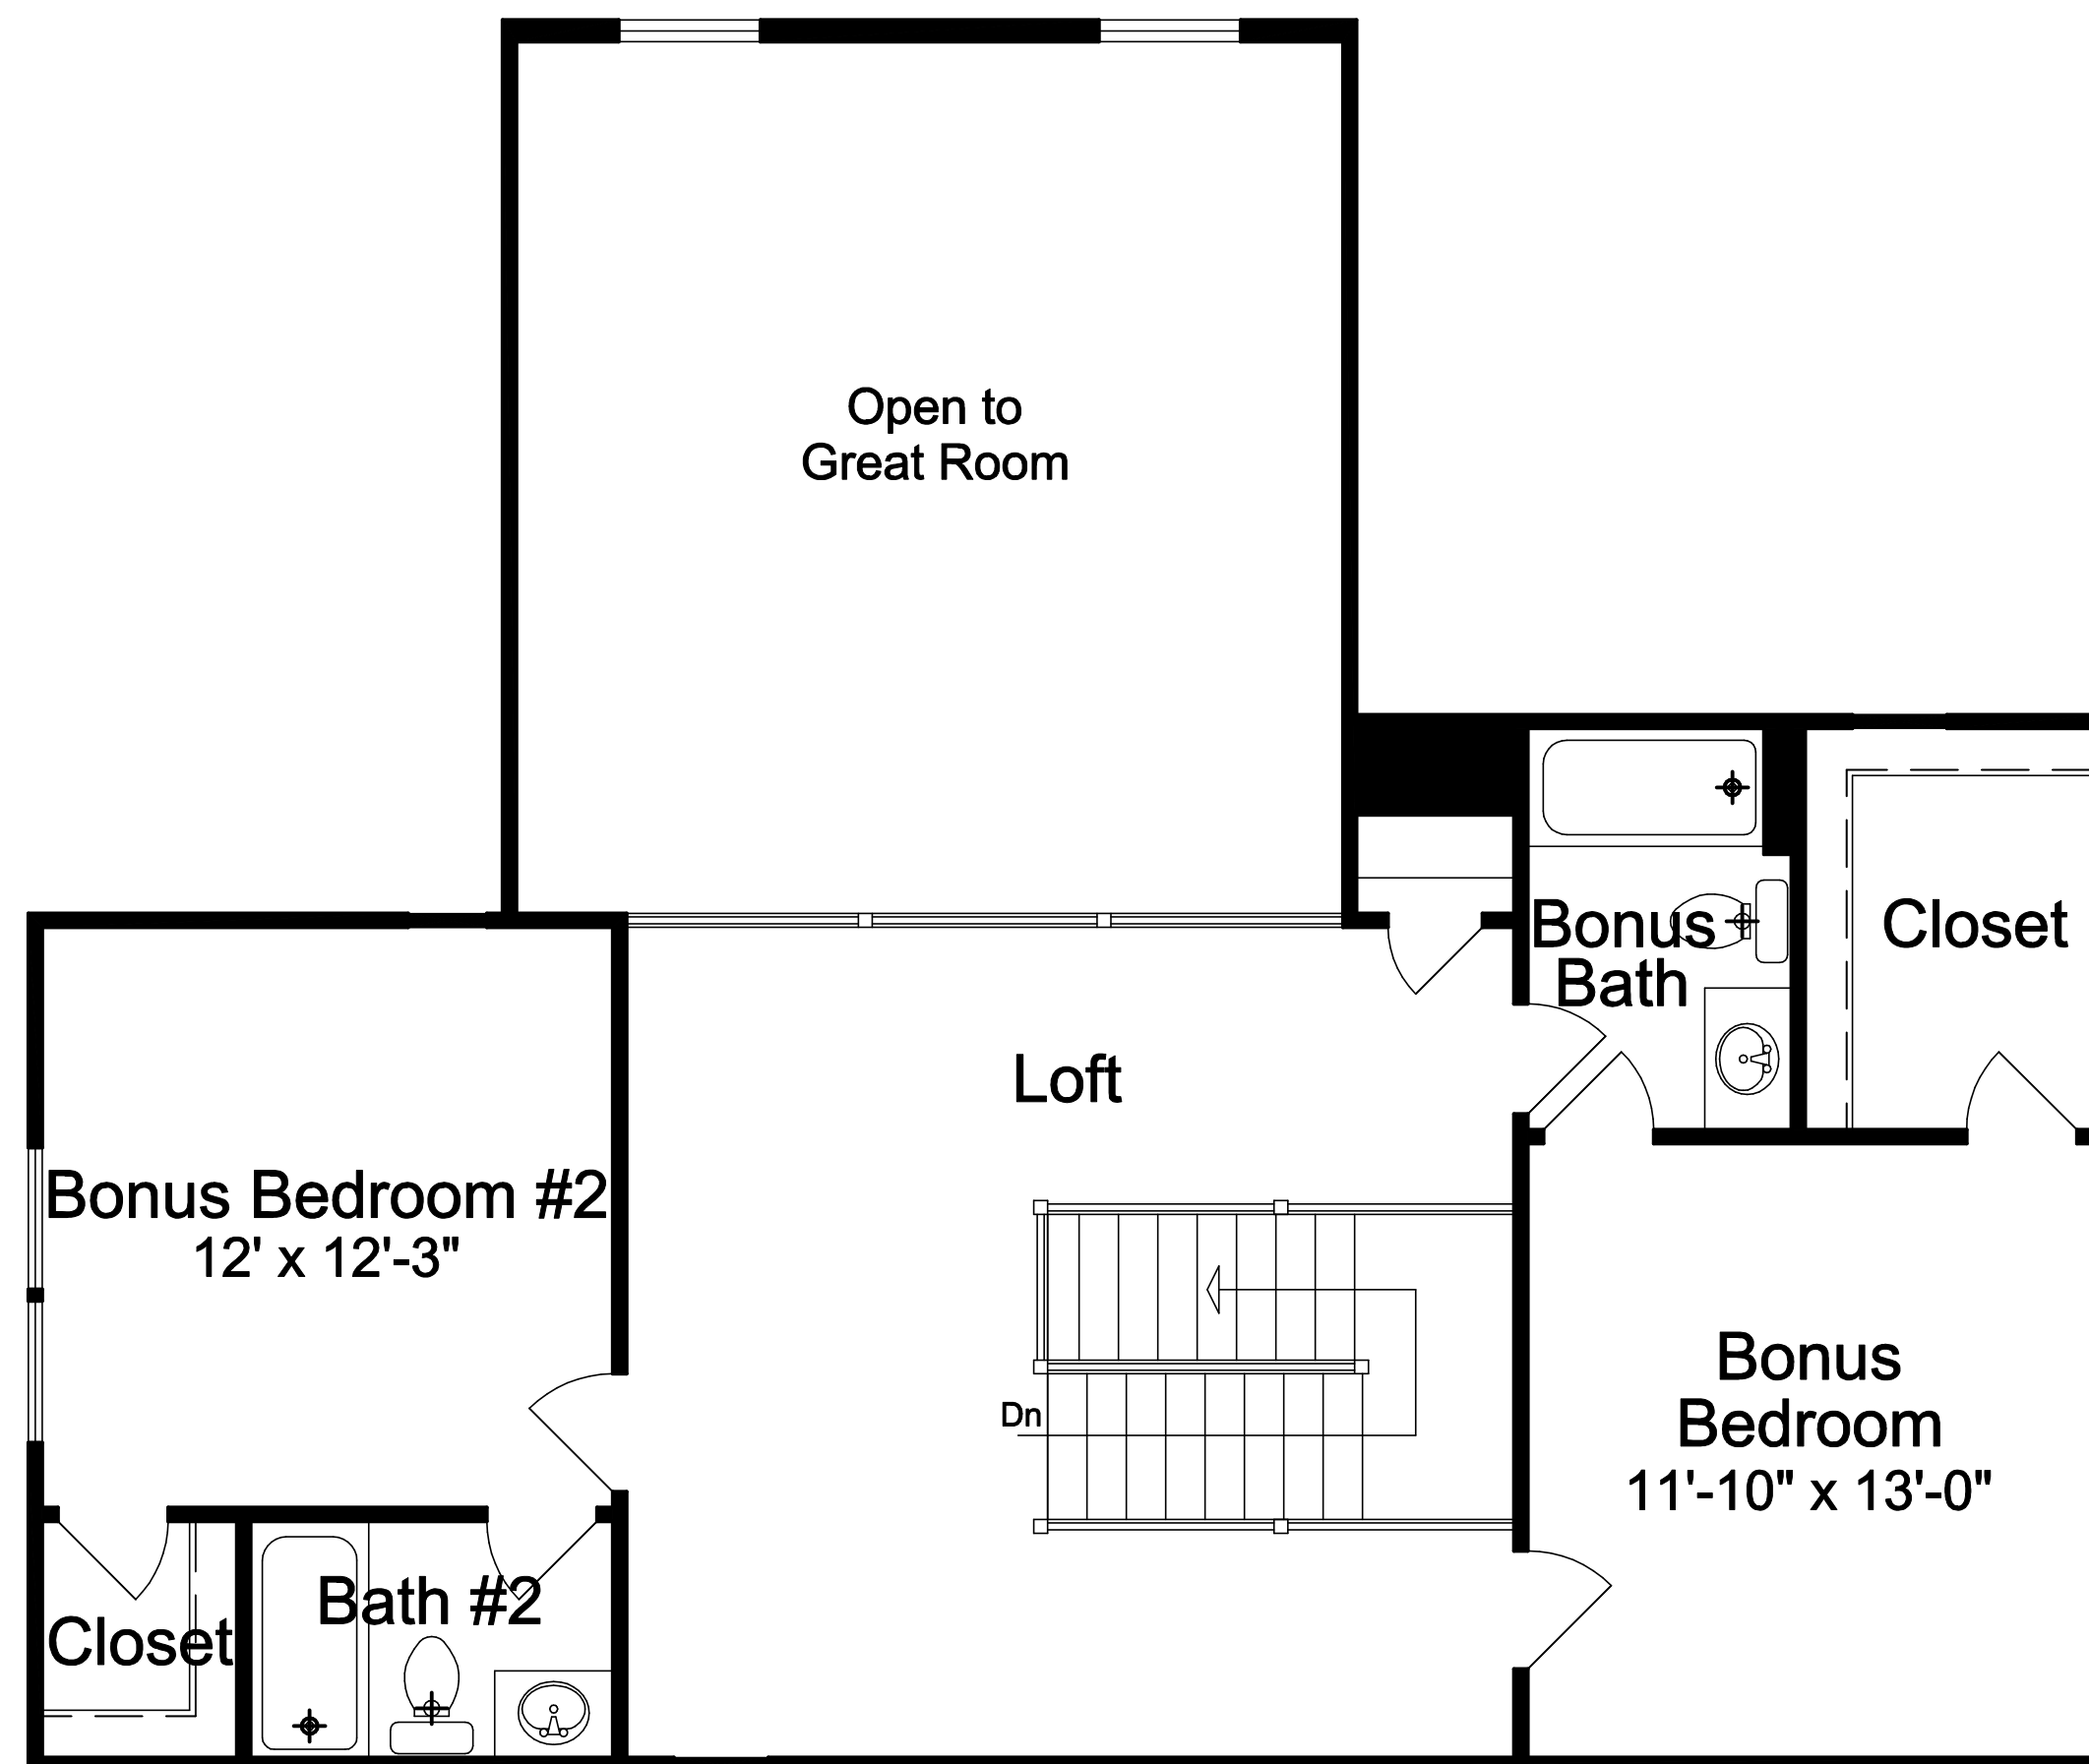 Open to
Great Room
Bonus
Bath
Closet
Loft
Bonus Bedroom #2
12' x 12'-3"
Dn
Bonus
Bedroom
11'-10" x 13'-0"
Bath #2
Closet